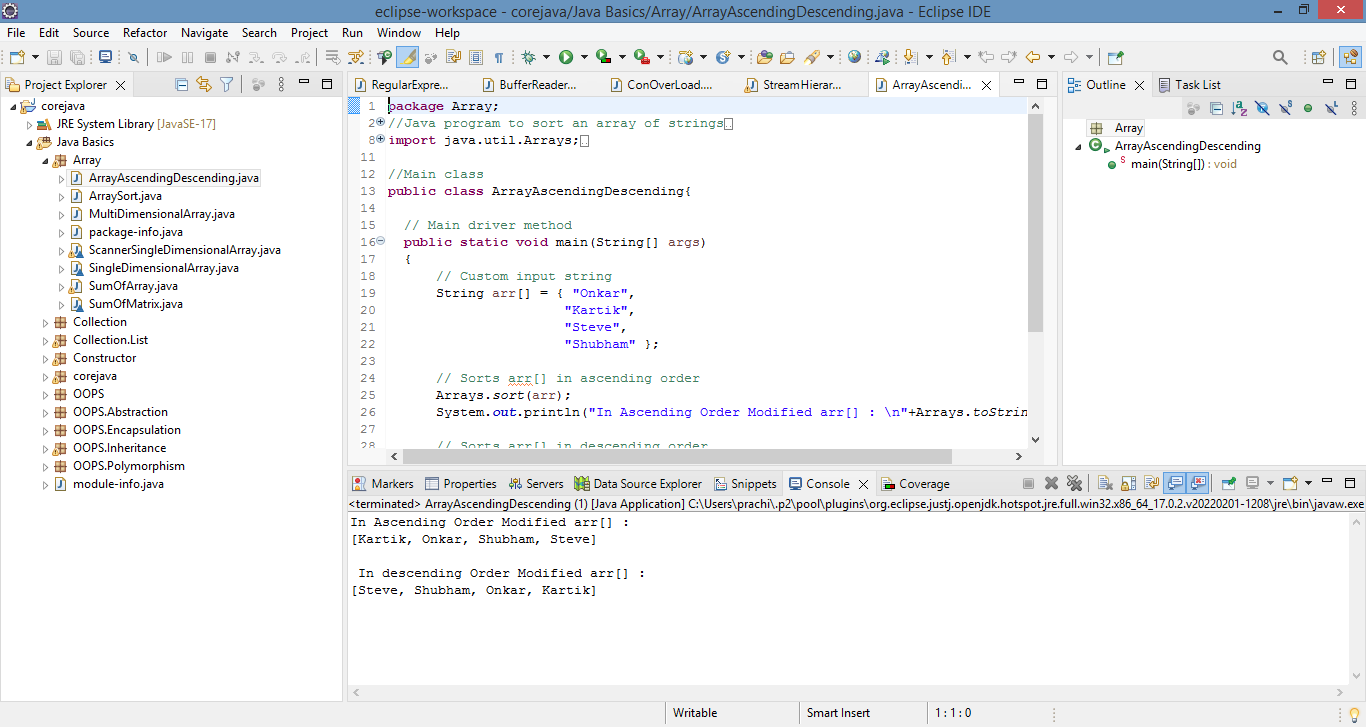 eclipse-workspace - corejava/Java Basics/Array/ArrayAscendingDescending.java - Eclipse IDE
File Edit Source Refactor Navigate Search Project Run Window Help
Project Explorer
corejava
JRE System Library [JavaSE-17]
Java Basics
Array
ArrayAscendingDescending.java
ArraySort.java
MultiDimensionalArray.java
package-info.java
ScannerSingleDimensionalArray.java
SingleDimensionalArray.java
SumOfArray.java
SumOfMatrix.java
Collection
Collection.List
Constructor
corejava
OOPS
OOPS.Abstraction
OOPS.Encapsulation
OOPS.Inheritance
OOPS.Polymorphism
module-info.java
RegularExpre... BufferReader... ConOverLoad.... StreamHierar... ArrayAscendi...
1 package Array;
2 //Java program to sort an array of strings
8 import java.util.Arrays;
11
12 //Main class
13 public class ArrayAscendingDescending{
14
15 // Main driver method
16 public static void main(String[] args)
17 {
18 // Custom input string
19 String arr[] = { "Onkar",
20 "Kartik",
21 "Steve",
22 "Shubham" };
23
24 // Sorts arr[] in ascending order
25 Arrays.sort(arr);
26 System.out.println("In Ascending Order Modified arr[] : \n"+Arrays.toStrin
27
28 // Sorts arr[] in descending order
Outline Task List
Array
ArrayAscendingDescending
main(String[]) : void
Markers Properties Servers Data Source Explorer Snippets Console Coverage
<terminated> ArrayAscendingDescending (1) [Java Application] C:\Users\prachi\.p2\pool\plugins\org.eclipse.justj.openjdk.hotspot.jre.full.win32.x86_64_17.0.2.v20220201-1208\jre\bin\javaw.exe
In Ascending Order Modified arr[] :
[Kartik, Onkar, Shubham, Steve]
In descending Order Modified arr[] :
[Steve, Shubham, Onkar, Kartik]
Writable Smart Insert 1 : 1 : 0